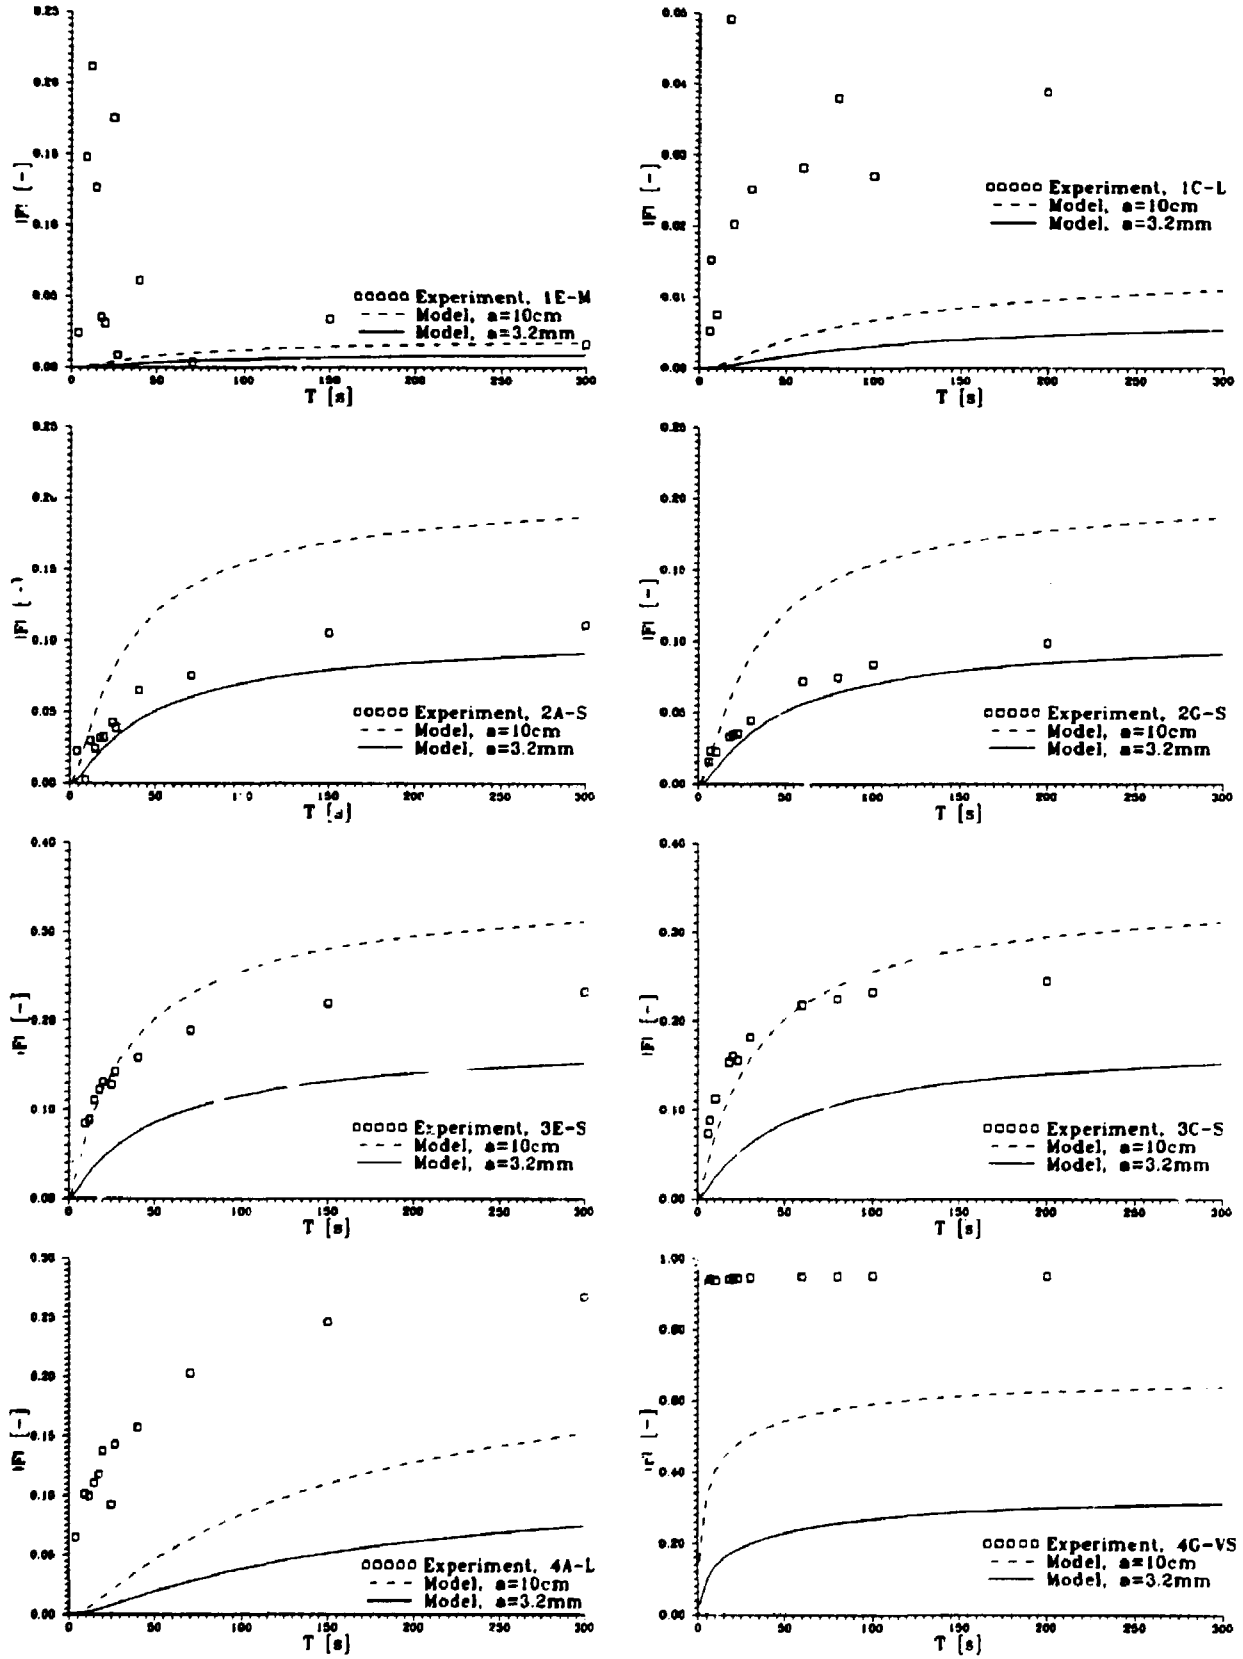 0.25
0.20
0.15
0.10
0.05
0.00
|F| [-]
0 50 100 150 200 250 300
T [s]
□□□□□ Experiment, 1E-M
- - - Model, a=10cm
—— Model, a=3.2mm
0.05
0.04
0.03
0.02
0.01
0.00
|F| [-]
0 50 100 150 200 250 300
T [s]
□□□□□ Experiment, 1C-L
- - - Model, a=10cm
—— Model, a=3.2mm
0.25
0.15
0.10
0.05
0.00
|F|
0 50 150 200 250 300
T
□□□□□ Experiment, 2A-S
- - - Model, a=10cm
—— Model, a=3.2mm
0.25
0.20
0.15
0.10
0.05
0.00
|F| [-]
0 50 100 150 200 250 300
T [s]
□□□□□ Experiment, 2G-S
- - - Model, a=10cm
—— Model, a=3.2mm
0.40
0.30
0.20
0.10
0.00
|F| [-]
0 50 100 150 200 250 300
T [s]
□□□□□ Experiment, 3E-S
- - - Model, a=10cm
—— Model, a=3.2mm
0.40
0.30
0.20
0.10
0.00
|F| [-]
0 50 100 150 200 250 300
T [s]
□□□□□ Experiment, 3C-S
- - - Model, a=10cm
—— Model, a=3.2mm
0.30
0.25
0.20
0.15
0.10
0.05
0.00
|F| [-]
0 50 100 150 200 250 300
T [s]
□□□□□ Experiment, 4A-L
- - - Model, a=10cm
—— Model, a=3.2mm
1.00
0.80
0.60
0.40
0.20
0.00
[-]
0 50 100 150 200 250 300
T [s]
□□□□□ Experiment, 4G-VS
- - - Model, a=10cm
—— Model, a=3.2mm